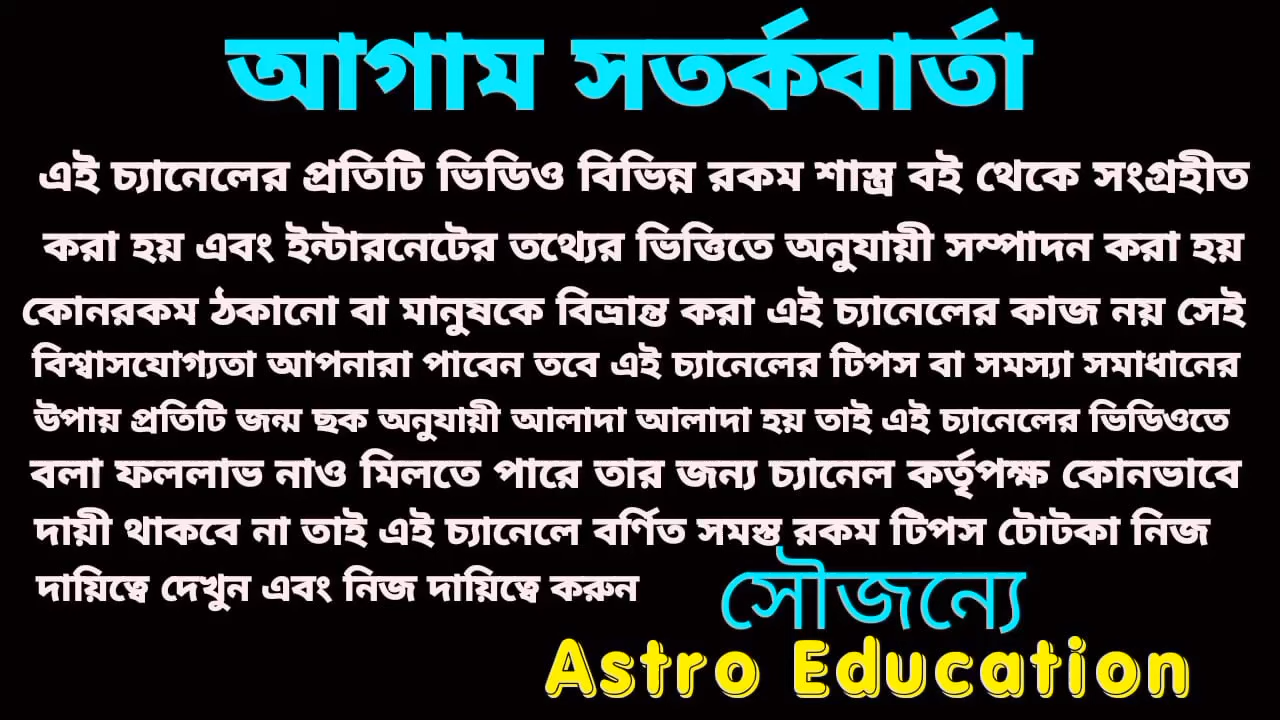 আগাম সতর্কবার্তা
এই চ্যানেলের প্রতিটি ভিডিও বিভিন্ন রকম শাস্ত্র বই থেকে সংগ্রহীত
করা হয় এবং ইন্টারনেটের তথ্যের ভিত্তিতে অনুযায়ী সম্পাদন করা হয়
কোনরকম ঠকানো বা মানুষকে বিভ্রান্ত করা এই চ্যানেলের কাজ নয় সেই
বিশ্বাসযোগ্যতা আপনারা পাবেন তবে এই চ্যানেলের টিপস বা সমস্যা সমাধানের
উপায় প্রতিটি জন্ম ছক অনুযায়ী আলাদা আলাদা হয় তাই এই চ্যানেলের ভিডিওতে
বলা ফললাভ নাও মিলতে পারে তার জন্য চ্যানেল কর্তৃপক্ষ কোনভাবে
দায়ী থাকবে না তাই এই চ্যানেলে বর্ণিত সমস্ত রকম টিপস টোটকা নিজ
দায়িত্বে দেখুন এবং নিজ দায়িত্বে করুন
সৌজন্যে
Astro Education